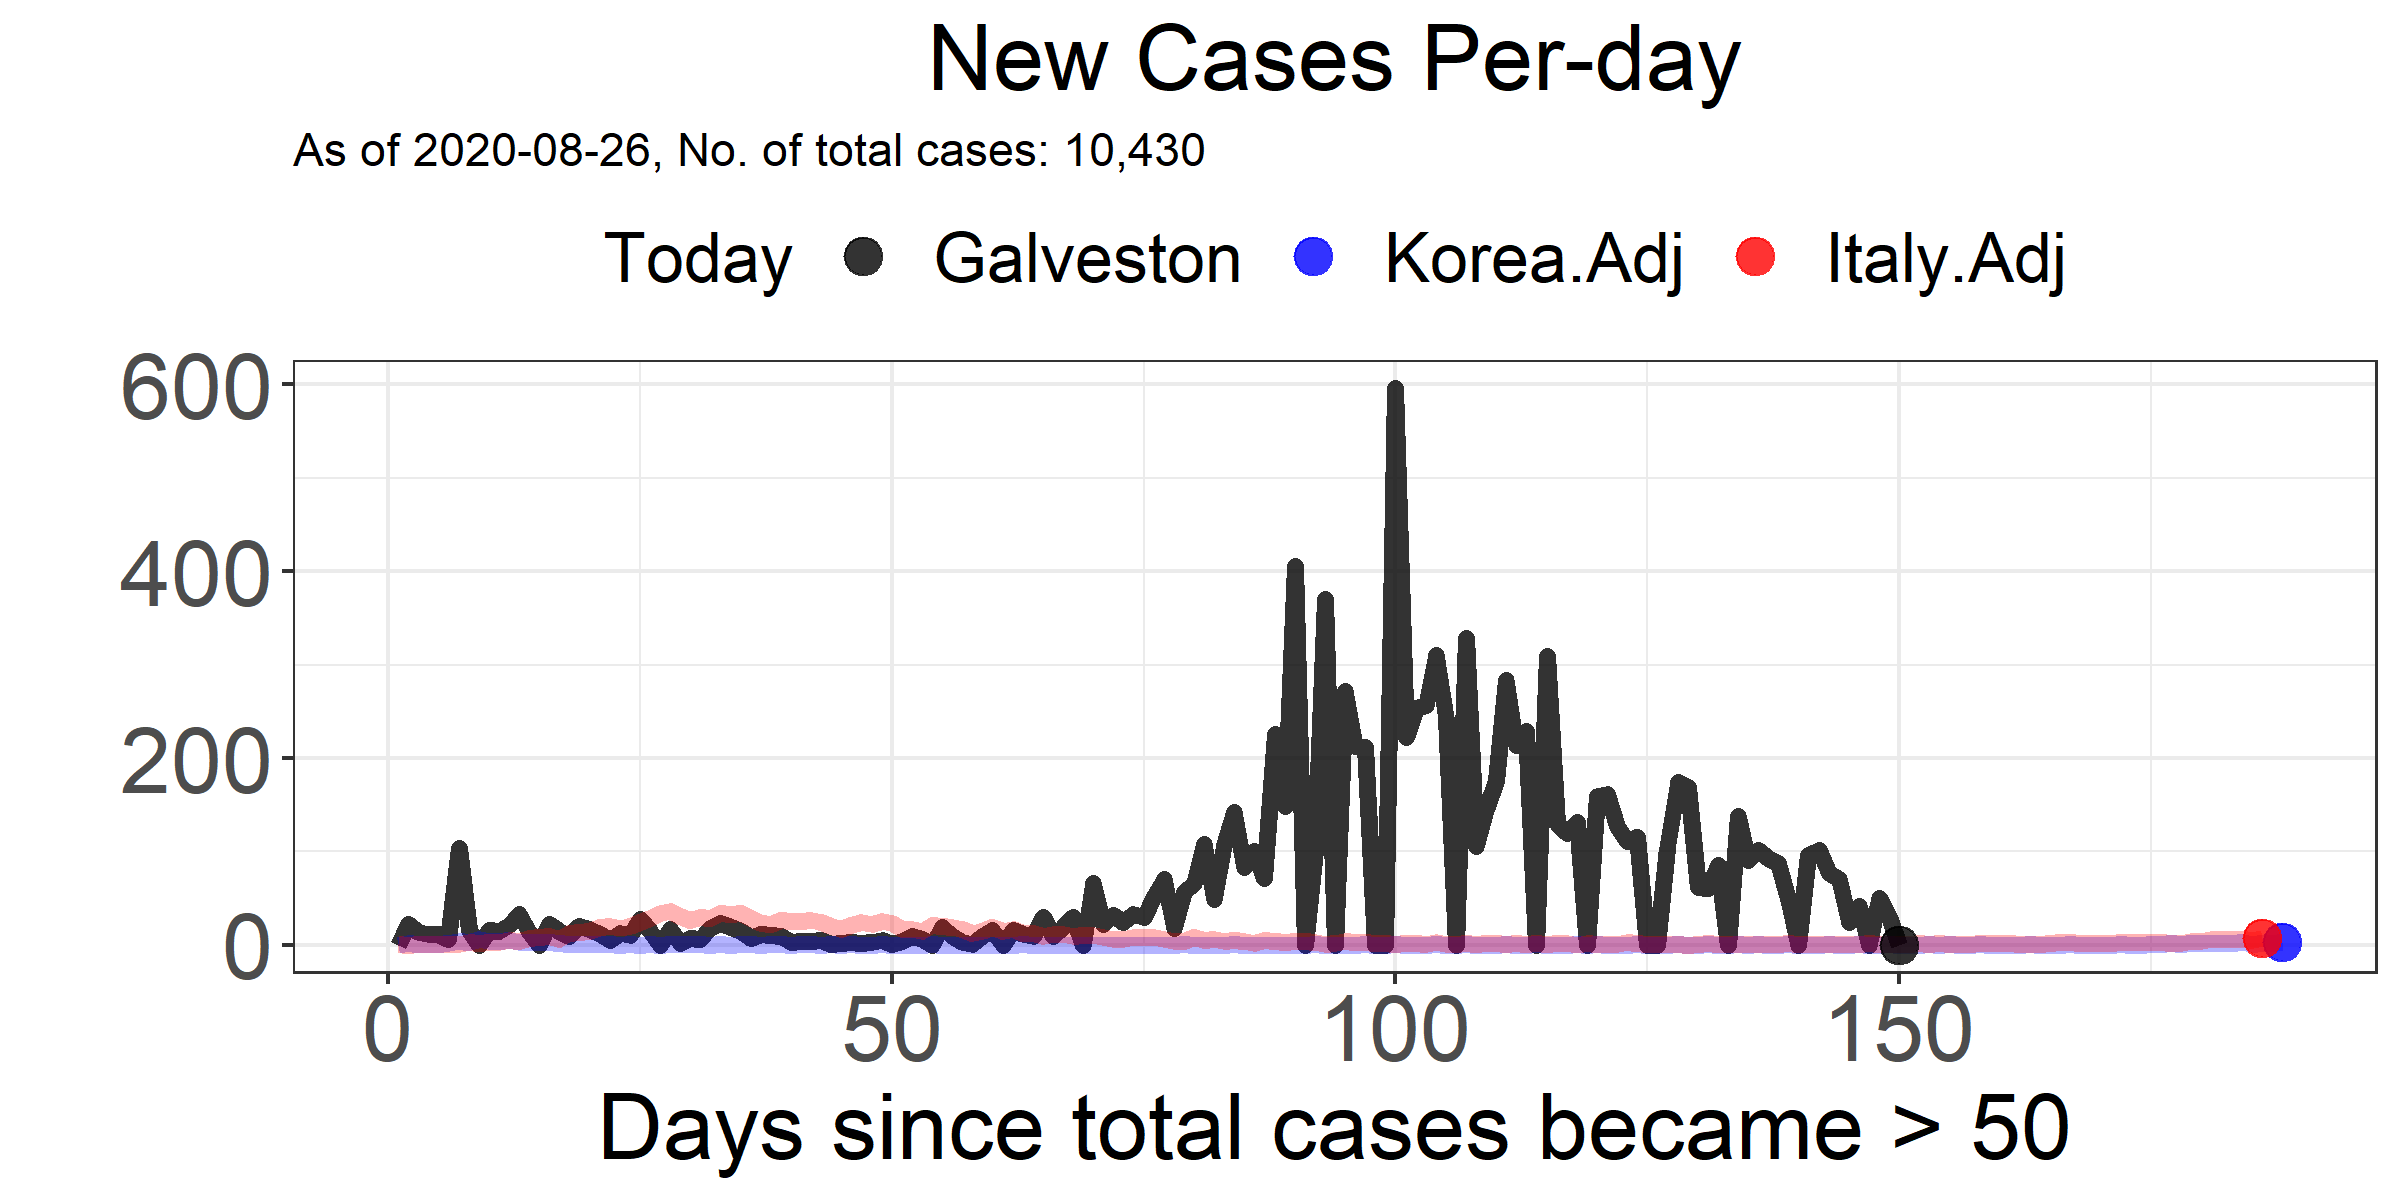 New Cases Per-day
As of 2020-08-26, No. of total cases: 10,430
Today Galveston Korea.Adj Italy.Adj
600
400
200
0
0 50 100 150
Days since total cases became > 50